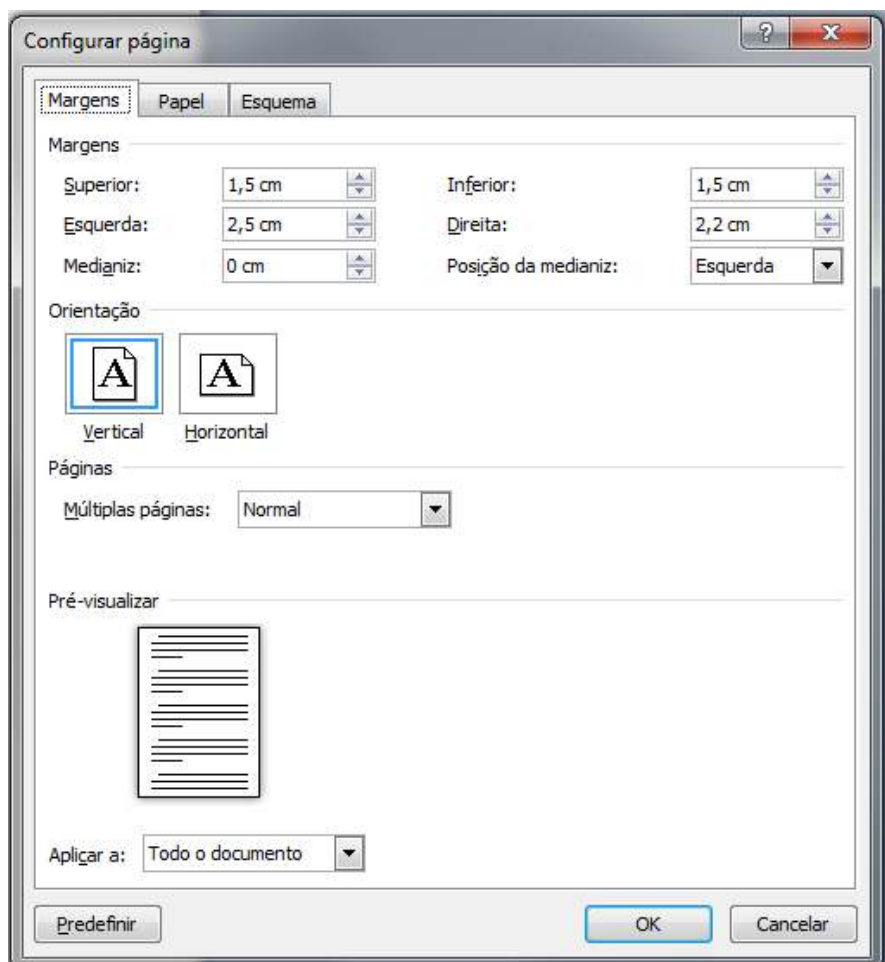 Configurar página
Margens Papel Esquema
Margens
Superior: 1,5 cm Inferior: 1,5 cm
Esquerda: 2,5 cm Direita: 2,2 cm
Medianiz: 0 cm Posição da medianiz: Esquerda
Orientação
A A
Vertical Horizontal
Páginas
Múltiplas páginas: Normal
Pré-visualizar
Aplicar a: Todo o documento
Predefinir OK Cancelar